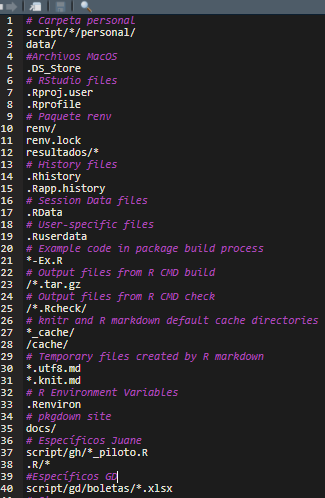 1 # Carpeta personal
2 script/*/personal/
3 data/
4 #Archivos MacOS
5 .DS_Store
6 # RStudio files
7 .Rproj.user
8 .Rprofile
9 # Paquete renv
10 renv/
11 renv.lock
12 resultados/*
13 # History files
14 .Rhistory
15 .Rapp.history
16 # Session Data files
17 .RData
18 # User-specific files
19 .Ruserdata
20 # Example code in package build process
21 *-Ex.R
22 # Output files from R CMD build
23 /*.tar.gz
24 # Output files from R CMD check
25 /*.Rcheck/
26 # knitr and R markdown default cache directories
27 *_cache/
28 /cache/
29 # Temporary files created by R markdown
30 *.utf8.md
31 *.knit.md
32 # R Environment Variables
33 .Renviron
34 # pkgdown site
35 docs/
36 # Específicos Juane
37 script/gh/*_piloto.R
38 .R/*
39 #Específicos GD
40 script/gd/boletas/*.xlsx